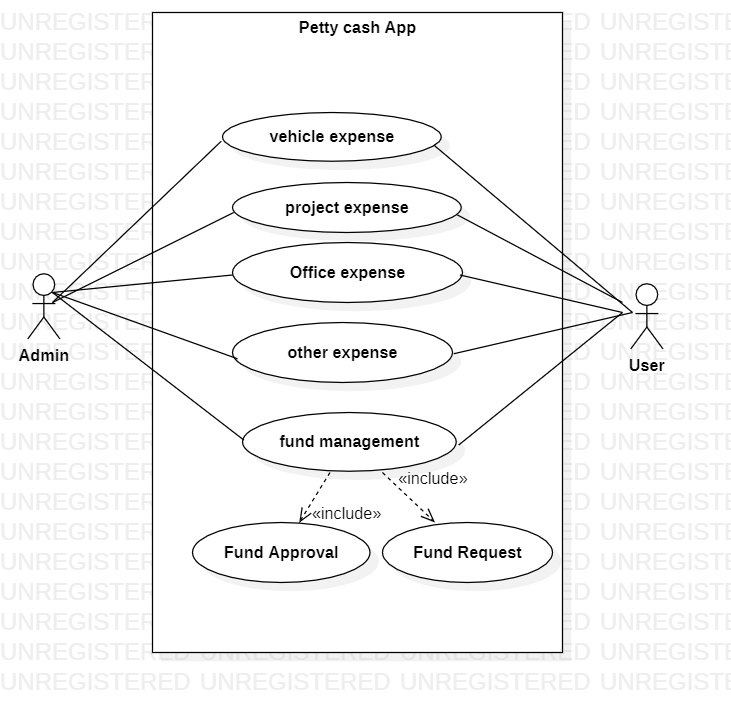 Petty cash App
vehicle expense
project expense
Office expense
other expense
fund management
Admin
User
«include»
«include»
Fund Approval
Fund Request
UNREGISTERED UNREGISTERED UNREGISTERED UNREGISTERED